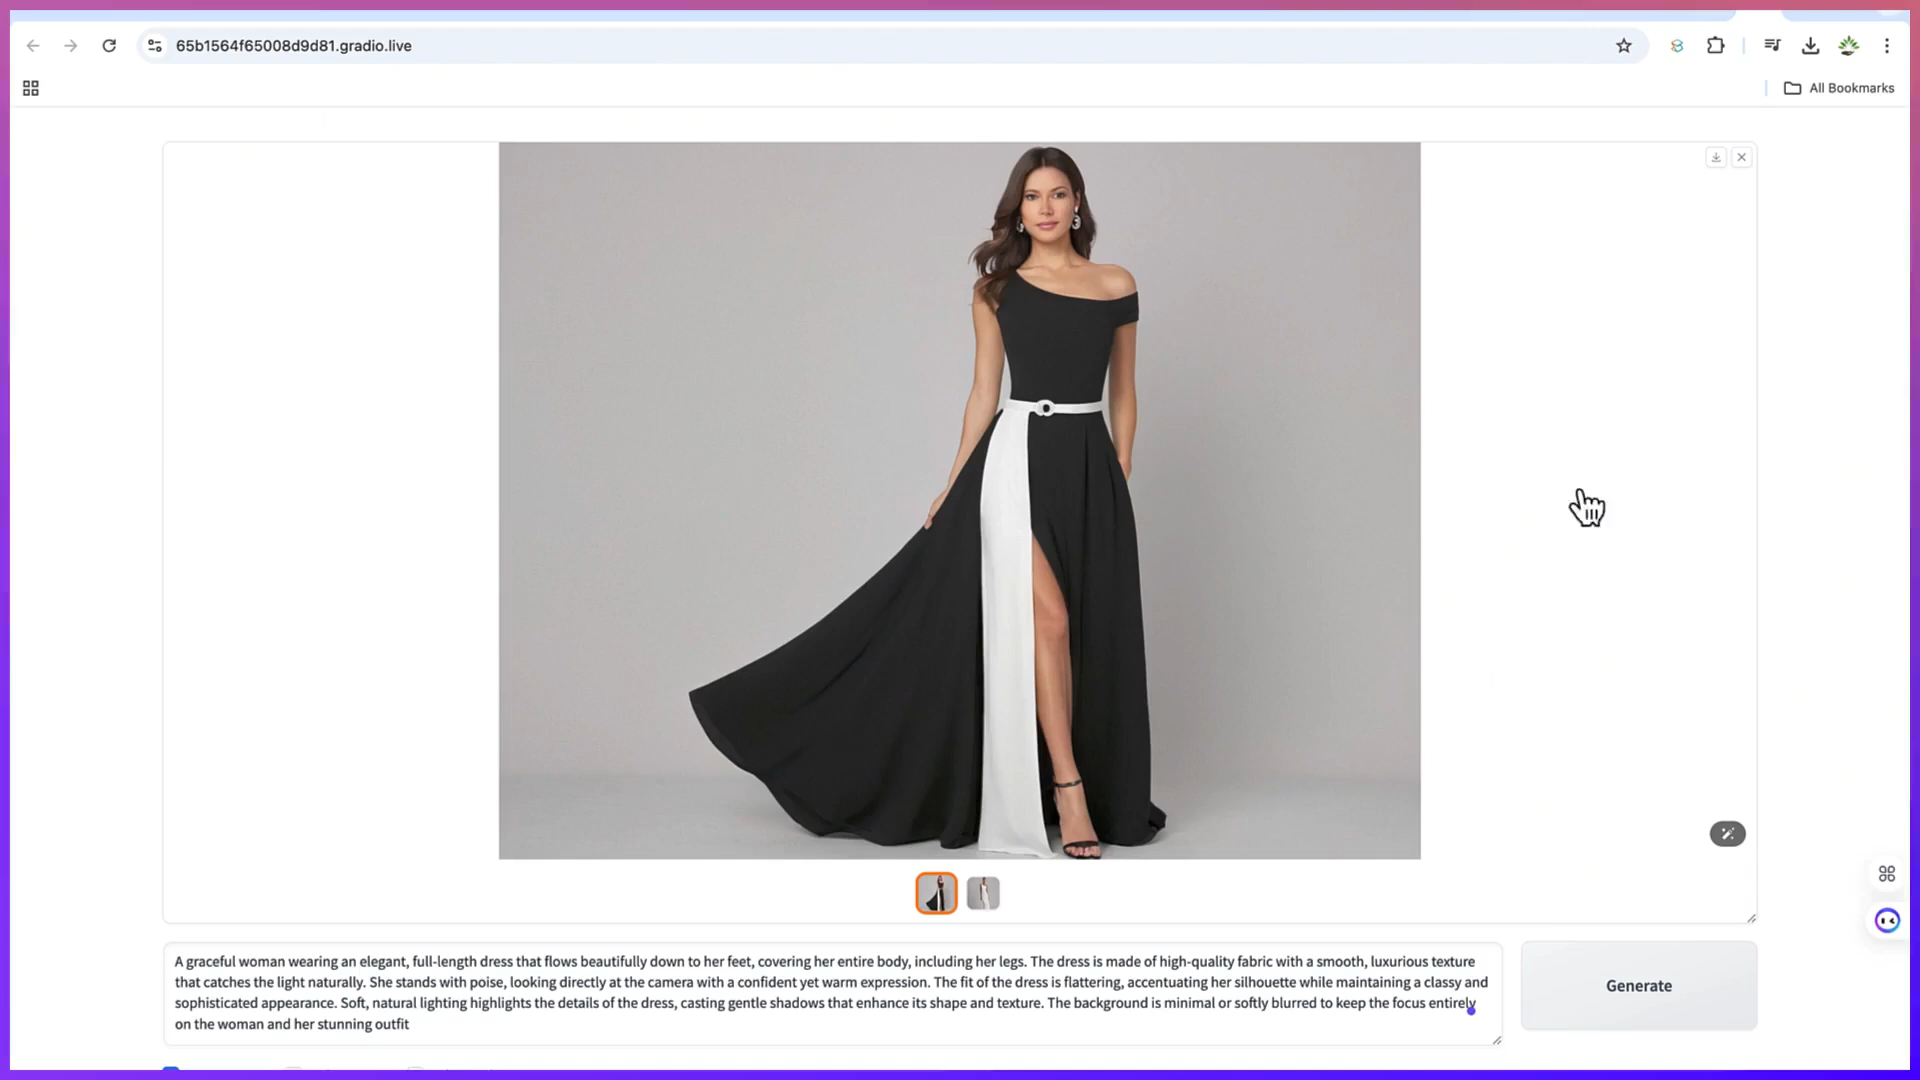 65b1564f65008d9d81.gradio.live
All Bookmarks
A graceful woman wearing an elegant, full-length dress that flows beautifully down to her feet, covering her entire body, including her legs. The dress is made of high-quality fabric with a smooth, luxurious texture
that catches the light naturally. She stands with poise, looking directly at the camera with a confident yet warm expression. The fit of the dress is flattering, accentuating her silhouette while maintaining a classy and
sophisticated appearance. Soft, natural lighting highlights the details of the dress, casting gentle shadows that enhance its shape and texture. The background is minimal or softly blurred to keep the focus entirely
on the woman and her stunning outfit
Generate